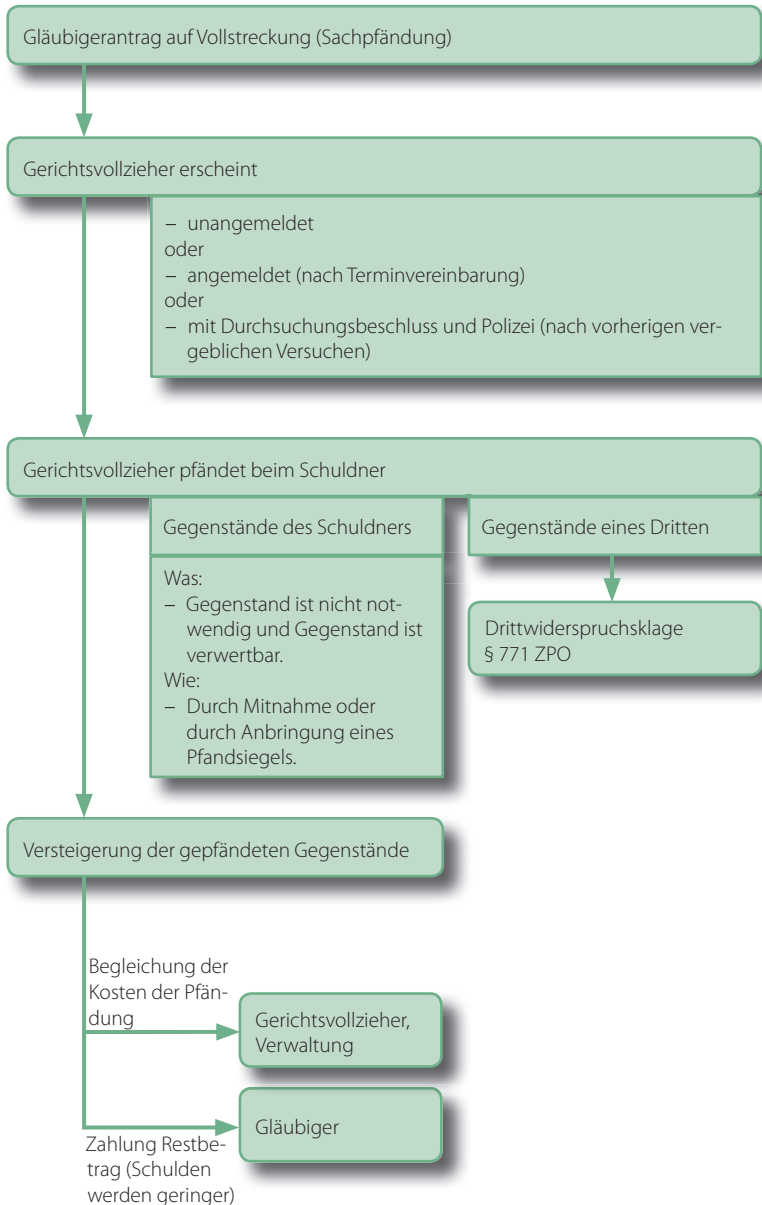 Gläubigerantrag auf Vollstreckung (Sachpfändung)
Gerichtsvollzieher erscheint
– unangemeldet
oder
– angemeldet (nach Terminvereinbarung)
oder
– mit Durchsuchungsbeschluss und Polizei (nach vorherigen ver-
geblichen Versuchen)
Gerichtsvollzieher pfändet beim Schuldner
Gegenstände des Schuldners
Was:
– Gegenstand ist nicht not-
wendig und Gegenstand ist
verwertbar.
Wie:
– Durch Mitnahme oder
durch Anbringung eines
Pfandsiegels.
Gegenstände eines Dritten
Drittwiderspruchsklage
§ 771 ZPO
Versteigerung der gepfändeten Gegenstände
Begleichung der
Kosten der Pfän-
dung
Gerichtsvollzieher,
Verwaltung
Gläubiger
Zahlung Restbe-
trag (Schulden
werden geringer)